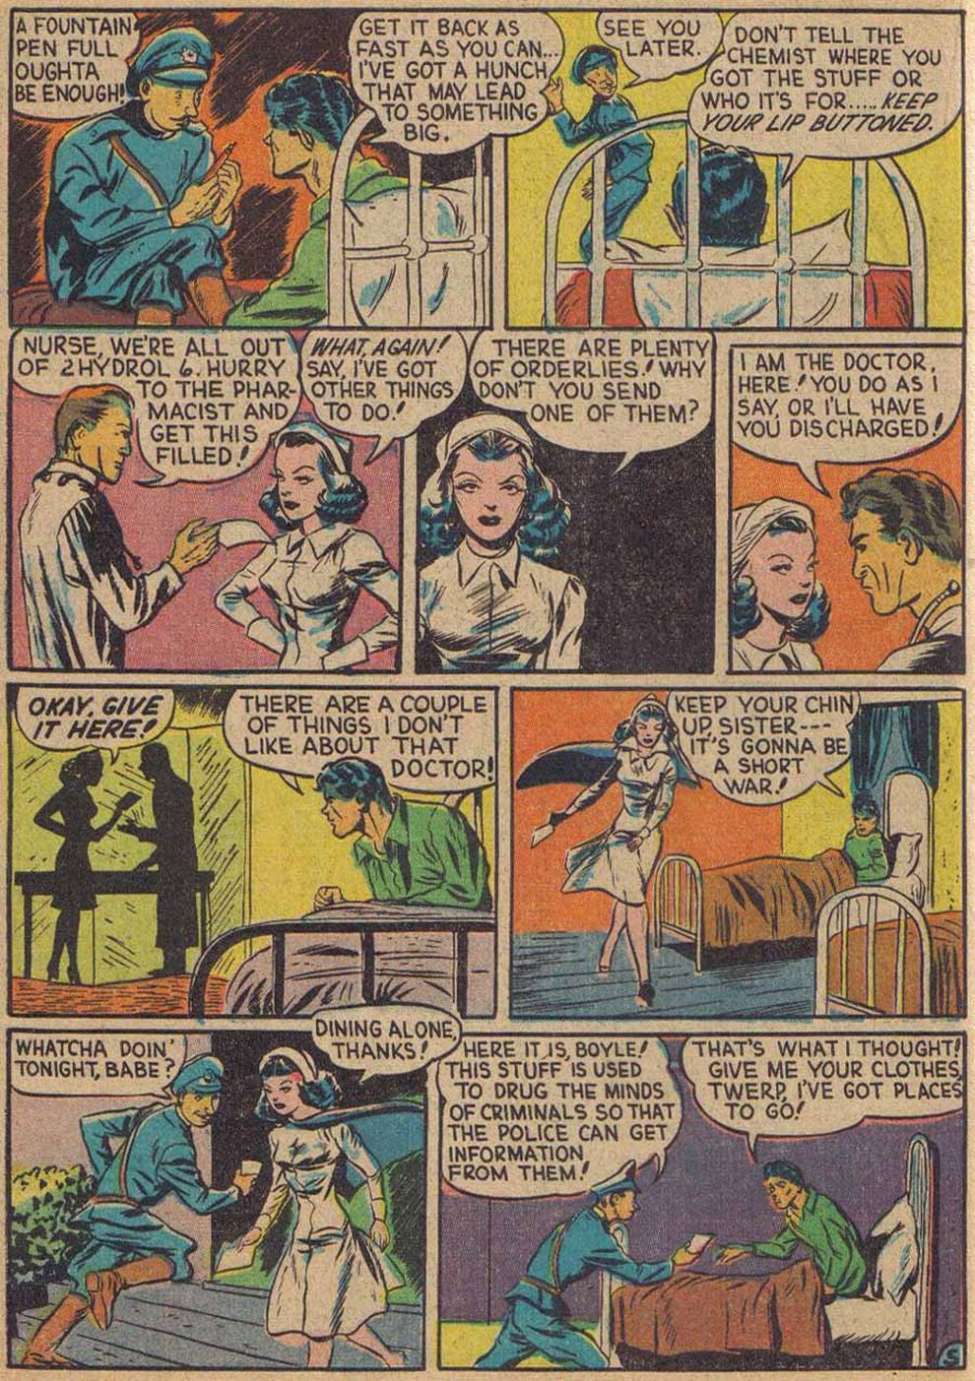 A FOUNTAIN
PEN FULL
OUGHTA
BE ENOUGH!
GET IT BACK AS
FAST AS YOU CAN...
I'VE GOT A HUNCH
THAT MAY LEAD
TO SOMETHING
BIG.
SEE YOU
LATER.
DON'T TELL THE
CHEMIST WHERE YOU
GOT THE STUFF OR
WHO IT'S FOR..... KEEP
YOUR LIP BUTTONED.
NURSE, WE'RE ALL OUT
OF 2HYDROL 6. HURRY
TO THE PHAR-
MACIST AND
GET THIS
FILLED!
WHAT, AGAIN!
SAY, I'VE GOT
OTHER THINGS
TO DO!
THERE ARE PLENTY
OF ORDERLIES! WHY
DON'T YOU SEND
ONE OF THEM?
I AM THE DOCTOR,
HERE! YOU DO AS I
SAY, OR I'LL HAVE
YOU DISCHARGED!
OKAY, GIVE
IT HERE!
THERE ARE A COUPLE
OF THINGS I DON'T
LIKE ABOUT THAT
DOCTOR!
KEEP YOUR CHIN
UP, SISTER---
IT'S GONNA BE
A SHORT
WAR!
WHATCHA DOIN'
TONIGHT, BABE?
DINING ALONE,
THANKS!
HERE IT IS, BOYLE!
THIS STUFF IS USED
TO DRUG THE MINDS
OF CRIMINALS SO THAT
THE POLICE CAN GET
INFORMATION
FROM THEM!
THAT'S WHAT I THOUGHT!
GIVE ME YOUR CLOTHES,
TWERP, I'VE GOT PLACES
TO GO!
5